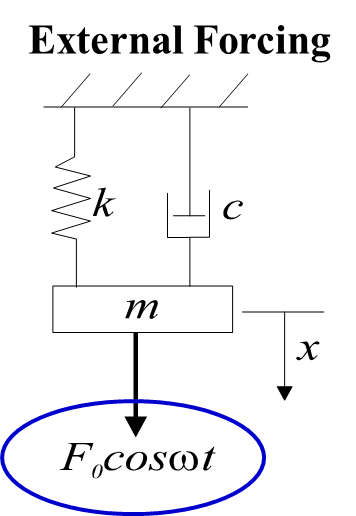 External Forcing
k
c
m
x
F₀cosωt